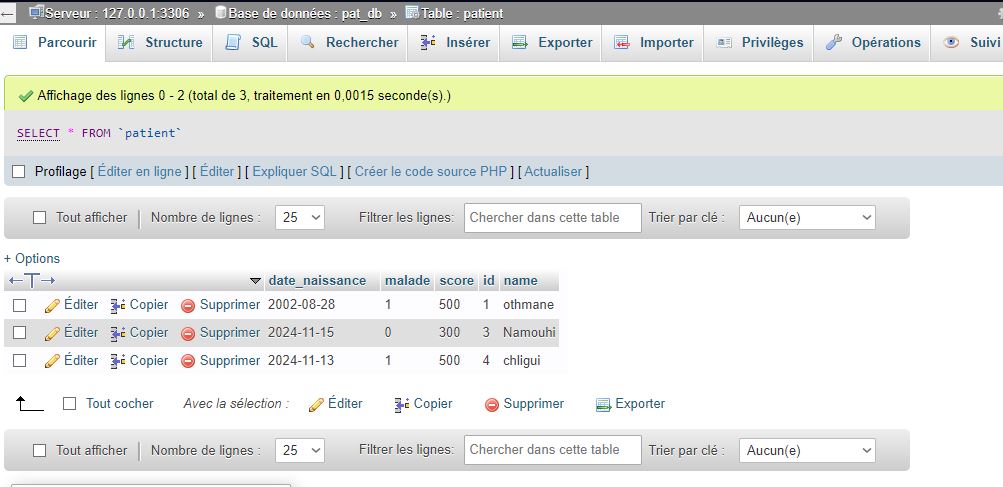 Serveur : 127.0.0.1:3306 » Base de données : pat_db » Table : patient
Parcourir Structure SQL Rechercher Insérer Exporter Importer Privilèges Opérations Suivi
Affichage des lignes 0 - 2 (total de 3, traitement en 0,0015 seconde(s).)
SELECT * FROM `patient`
Profilage [ Éditer en ligne ] [ Éditer ] [ Expliquer SQL ] [ Créer le code source PHP ] [ Actualiser ]
Tout afficher Nombre de lignes : 25 Filtrer les lignes: Chercher dans cette table Trier par clé : Aucun(e)
+ Options
date_naissance malade score id name
Éditer Copier Supprimer 2002-08-28 1 500 1 othmane
Éditer Copier Supprimer 2024-11-15 0 300 3 Namouhi
Éditer Copier Supprimer 2024-11-13 1 500 4 chligui
Tout cocher Avec la sélection : Éditer Copier Supprimer Exporter
Tout afficher Nombre de lignes : 25 Filtrer les lignes: Chercher dans cette table Trier par clé : Aucun(e)